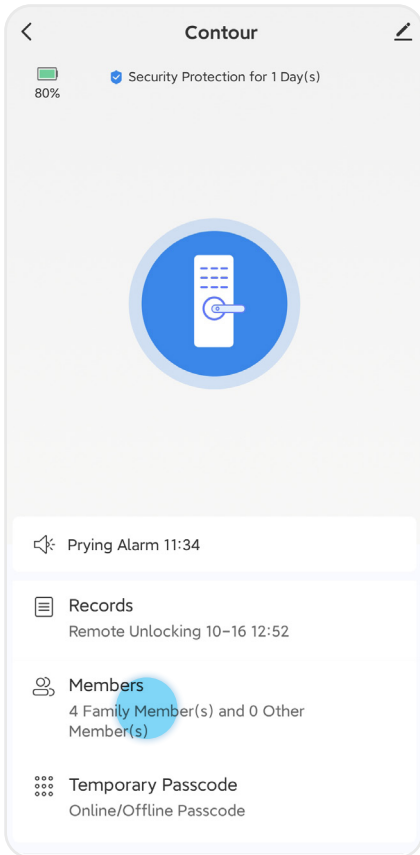 Contour
80%
Security Protection for 1 Day(s)
Prying Alarm 11:34
Records
Remote Unlocking 10-16 12:52
Members
4 Family Member(s) and 0 Other
Member(s)
Temporary Passcode
Online/Offline Passcode